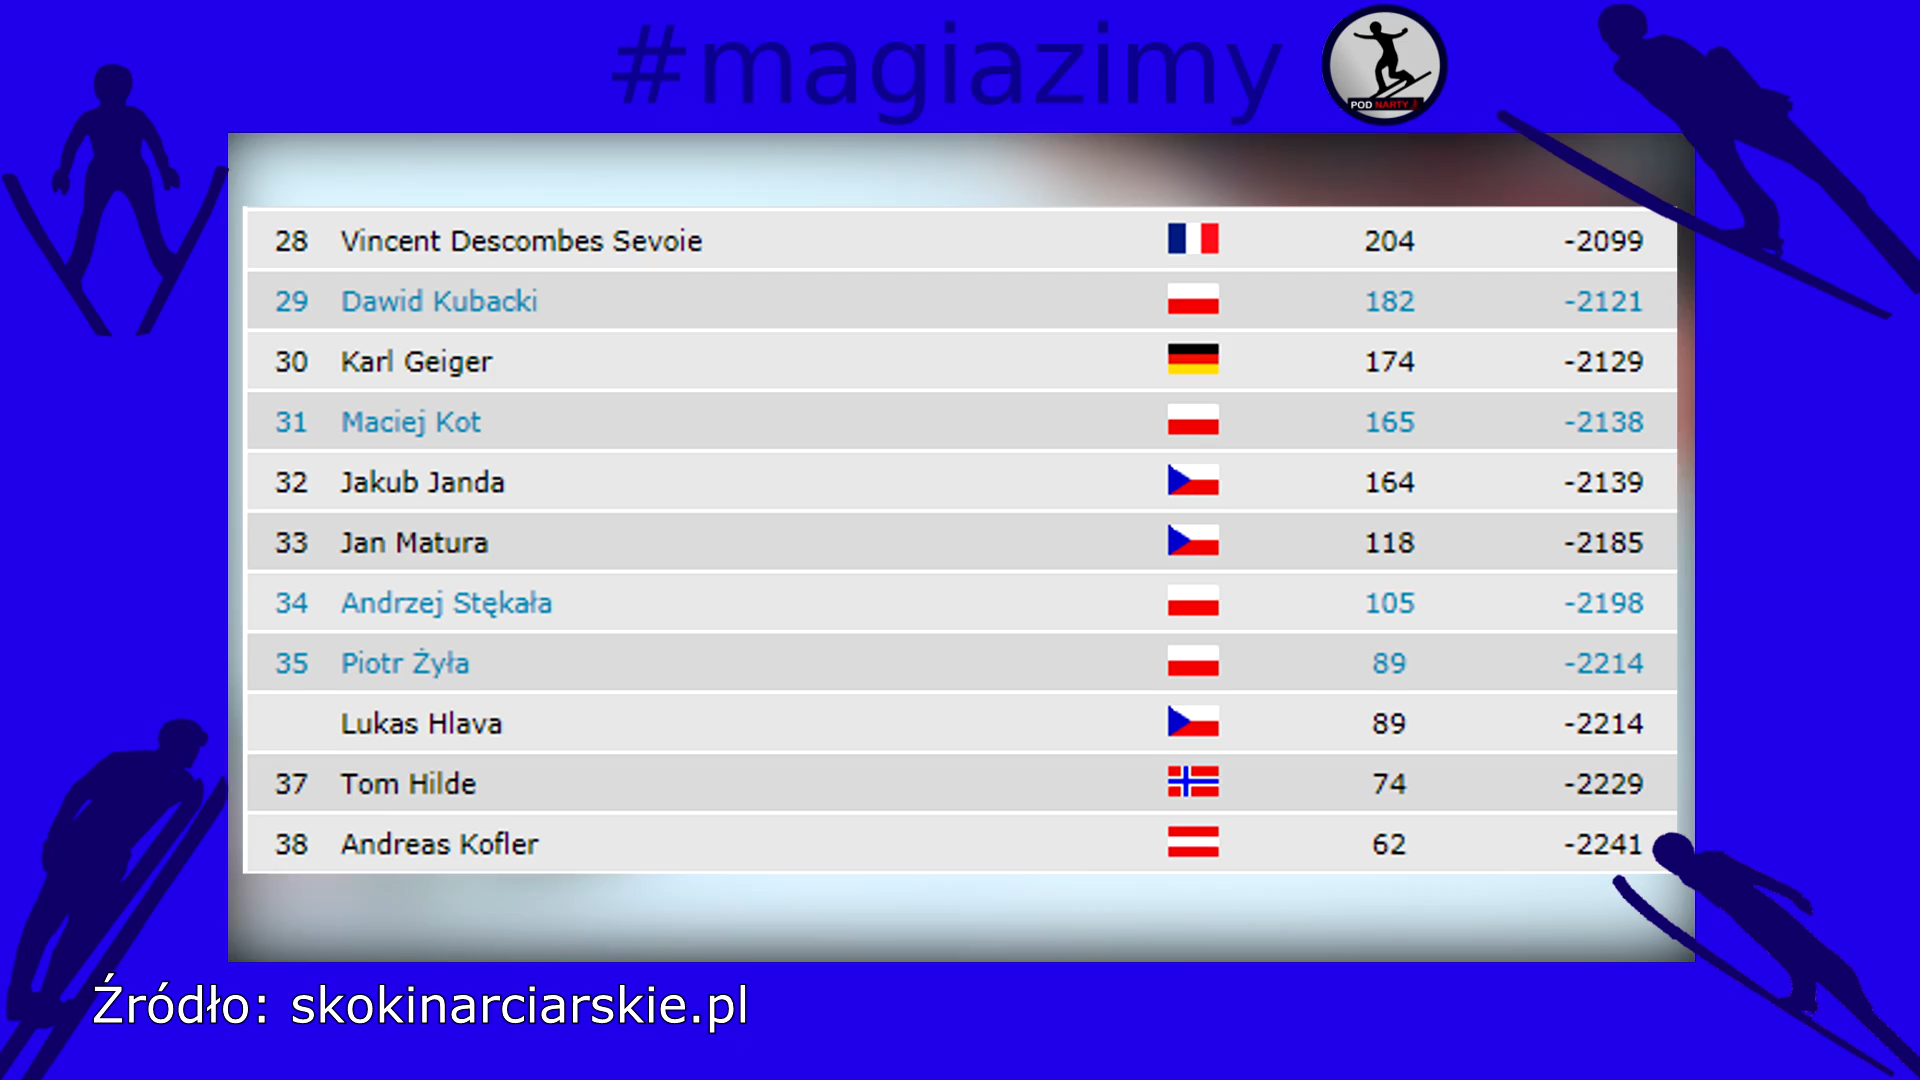 #magiazimy
POD NARTY
28 Vincent Descombes Sevoie 204 -2099
29 Dawid Kubacki 182 -2121
30 Karl Geiger 174 -2129
31 Maciej Kot 165 -2138
32 Jakub Janda 164 -2139
33 Jan Matura 118 -2185
34 Andrzej Stękała 105 -2198
35 Piotr Żyła 89 -2214
Lukas Hlava 89 -2214
37 Tom Hilde 74 -2229
38 Andreas Kofler 62 -2241
Źródło: skokinarciarskie.pl